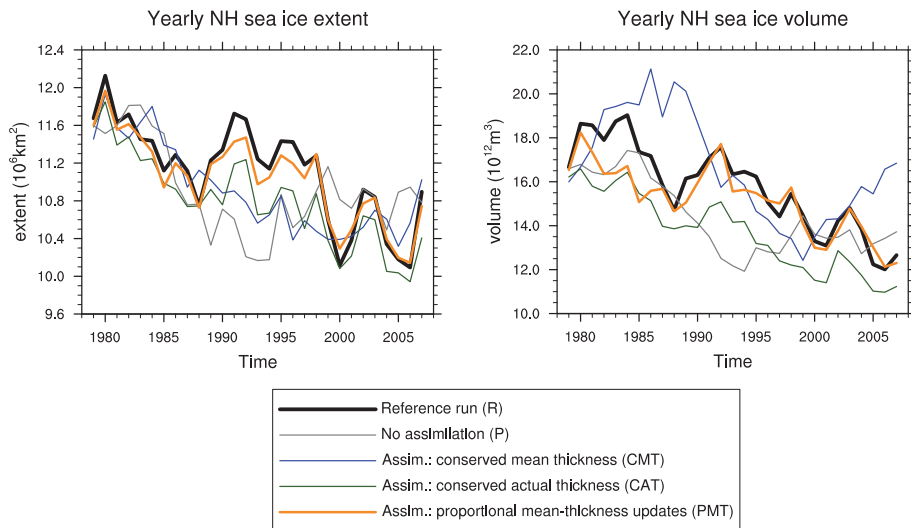 Yearly NH sea ice extent
Yearly NH sea ice volume
extent (10⁶km²)
12.4
12.0
11.6
11.2
10.8
10.4
10.0
9.6
1980 1985 1990 1995 2000 2005
Time
volume (10¹²m³)
22.0
20.0
18.0
16.0
14.0
12.0
10.0
1980 1985 1990 1995 2000 2005
Time
Reference run (R)
No assimilation (P)
Assim.: conserved mean thickness (CMT)
Assim.: conserved actual thickness (CAT)
Assim.: proportional mean-thickness updates (PMT)